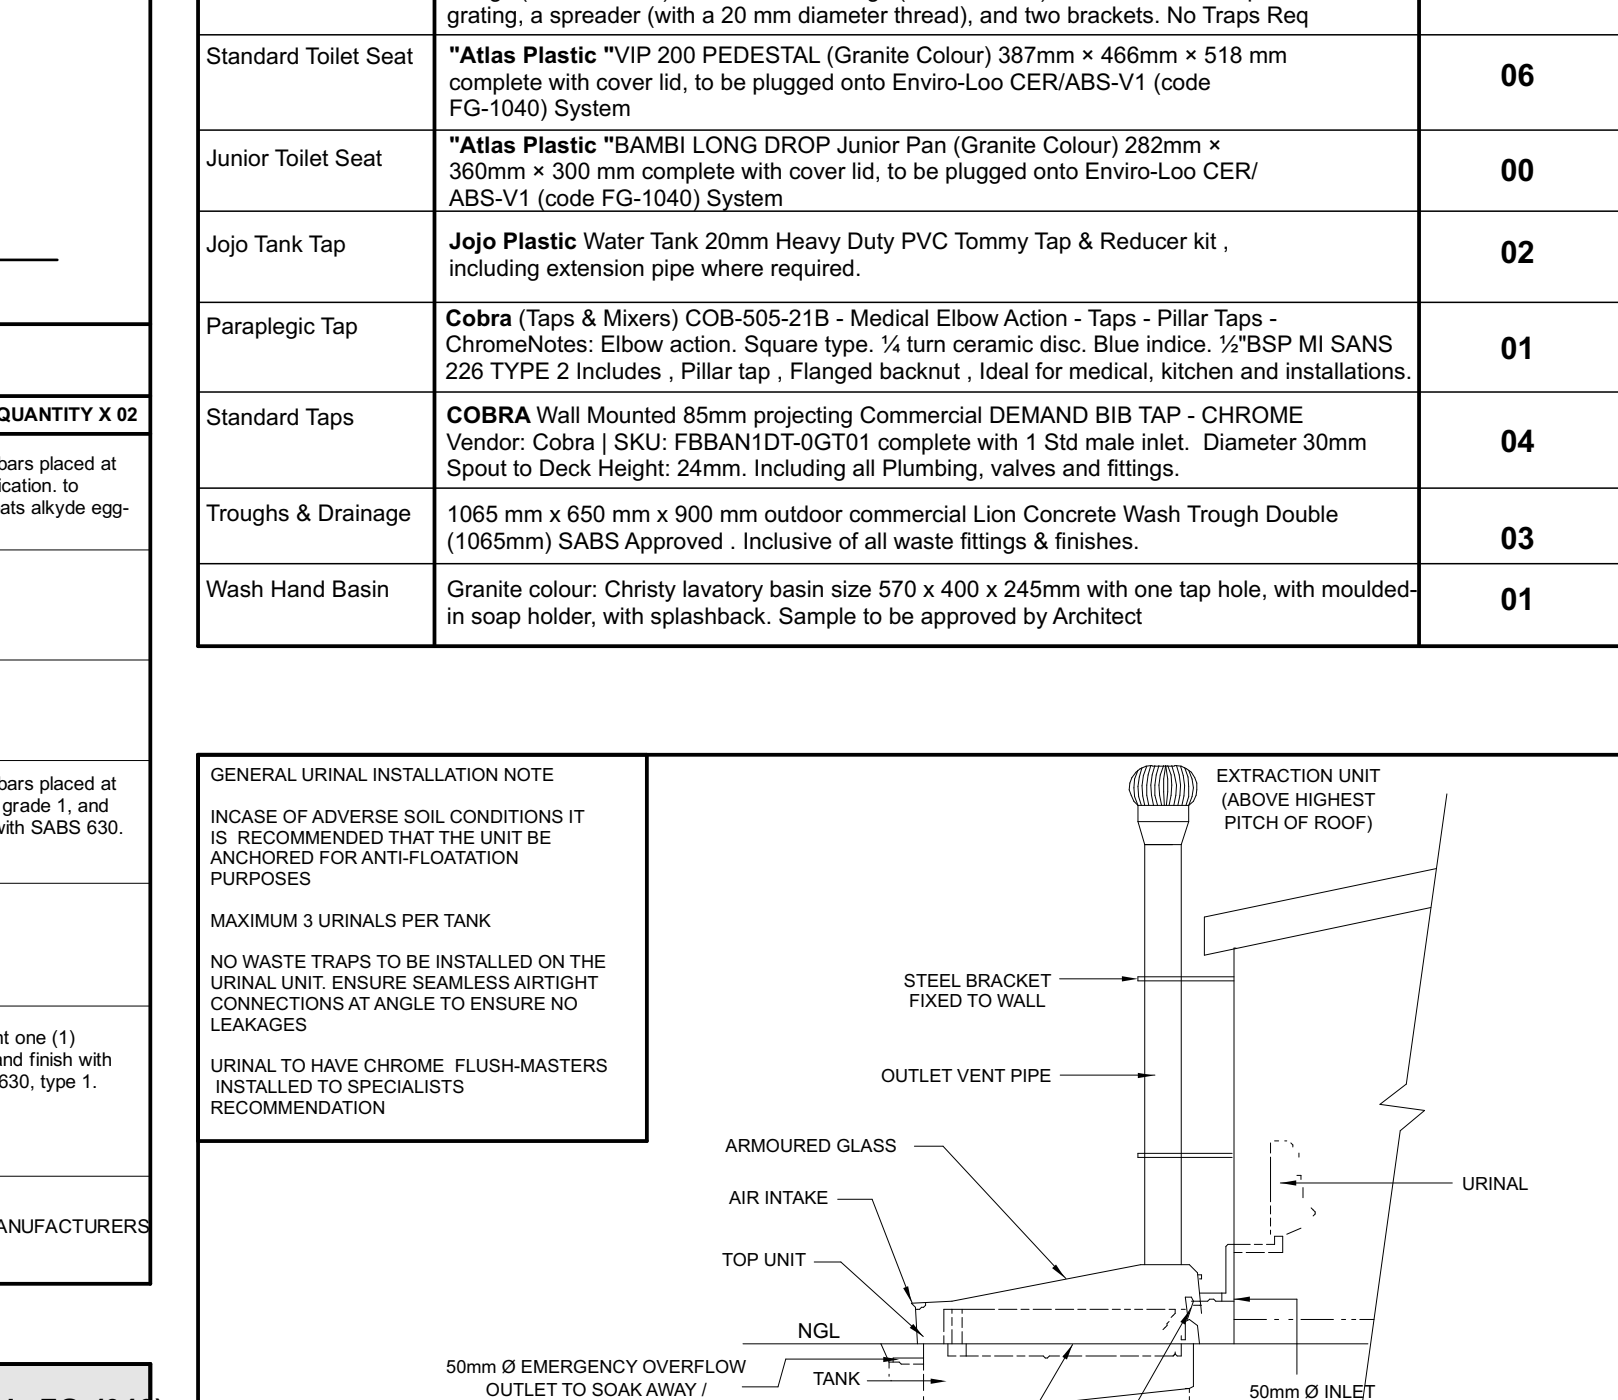 grating, a spreader (with a 20 mm diameter thread), and two brackets. No Traps Req
Standard Toilet Seat
"Atlas Plastic "VIP 200 PEDESTAL (Granite Colour) 387mm × 466mm × 518 mm
complete with cover lid, to be plugged onto Enviro-Loo CER/ABS-V1 (code
FG-1040) System
06
Junior Toilet Seat
"Atlas Plastic "BAMBI LONG DROP Junior Pan (Granite Colour) 282mm ×
360mm × 300 mm complete with cover lid, to be plugged onto Enviro-Loo CER/
ABS-V1 (code FG-1040) System
00
Jojo Tank Tap
Jojo Plastic Water Tank 20mm Heavy Duty PVC Tommy Tap & Reducer kit ,
including extension pipe where required.
02
Paraplegic Tap
Cobra (Taps & Mixers) COB-505-21B - Medical Elbow Action - Taps - Pillar Taps -
ChromeNotes: Elbow action. Square type. ¼ turn ceramic disc. Blue indice. ½"BSP MI SANS
226 TYPE 2 Includes , Pillar tap , Flanged backnut , Ideal for medical, kitchen and installations.
01
Standard Taps
COBRA Wall Mounted 85mm projecting Commercial DEMAND BIB TAP - CHROME
Vendor: Cobra | SKU: FBBAN1DT-0GT01 complete with 1 Std male inlet.  Diameter 30mm
Spout to Deck Height: 24mm. Including all Plumbing, valves and fittings.
04
Troughs & Drainage
1065 mm x 650 mm x 900 mm outdoor commercial Lion Concrete Wash Trough Double
(1065mm) SABS Approved . Inclusive of all waste fittings & finishes.
03
Wash Hand Basin
Granite colour: Christy lavatory basin size 570 x 400 x 245mm with one tap hole, with moulded-
in soap holder, with splashback. Sample to be approved by Architect
01
QUANTITY X 02
bars placed at
ication. to
ats alkyde egg-
bars placed at
grade 1, and
with SABS 630.
nt one (1)
and finish with
630, type 1.
ANUFACTURERS
GENERAL URINAL INSTALLATION NOTE
INCASE OF ADVERSE SOIL CONDITIONS IT
IS  RECOMMENDED THAT THE UNIT BE
ANCHORED FOR ANTI-FLOATATION
PURPOSES
MAXIMUM 3 URINALS PER TANK
NO WASTE TRAPS TO BE INSTALLED ON THE
URINAL UNIT. ENSURE SEAMLESS AIRTIGHT
CONNECTIONS AT ANGLE TO ENSURE NO
LEAKAGES
URINAL TO HAVE CHROME  FLUSH-MASTERS
INSTALLED TO SPECIALISTS
RECOMMENDATION
EXTRACTION UNIT
(ABOVE HIGHEST
PITCH OF ROOF)
STEEL BRACKET
FIXED TO WALL
OUTLET VENT PIPE
ARMOURED GLASS
AIR INTAKE
URINAL
TOP UNIT
NGL
50mm Ø EMERGENCY OVERFLOW
OUTLET TO SOAK AWAY /
TANK
50mm Ø INLET